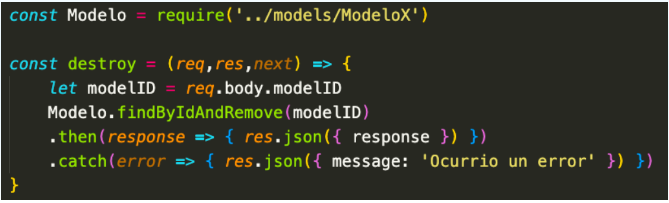 const Modelo = require('../models/ModeloX')
const destroy = (req,res,next) => {
let modelID = req.body.modelID
Modelo.findByIdAndRemove(modelID)
.then(response => { res.json({ response }) })
.catch(error => { res.json({ message: 'Ocurrio un error' }) })
}